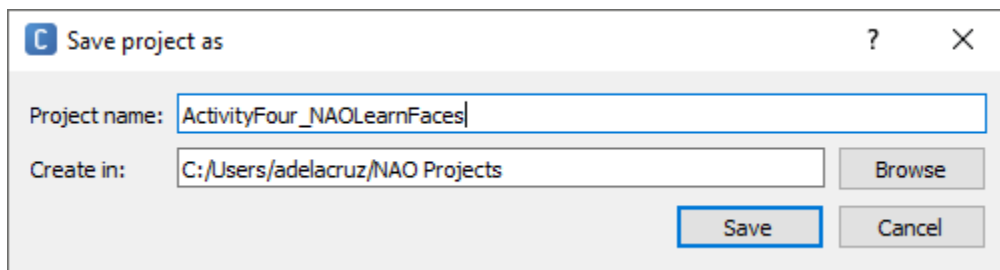 C Save project as ? ×
Project name: ActivityFour_NAOLearnFaces
Create in: C:/Users/adelacruz/NAO Projects Browse
Save Cancel